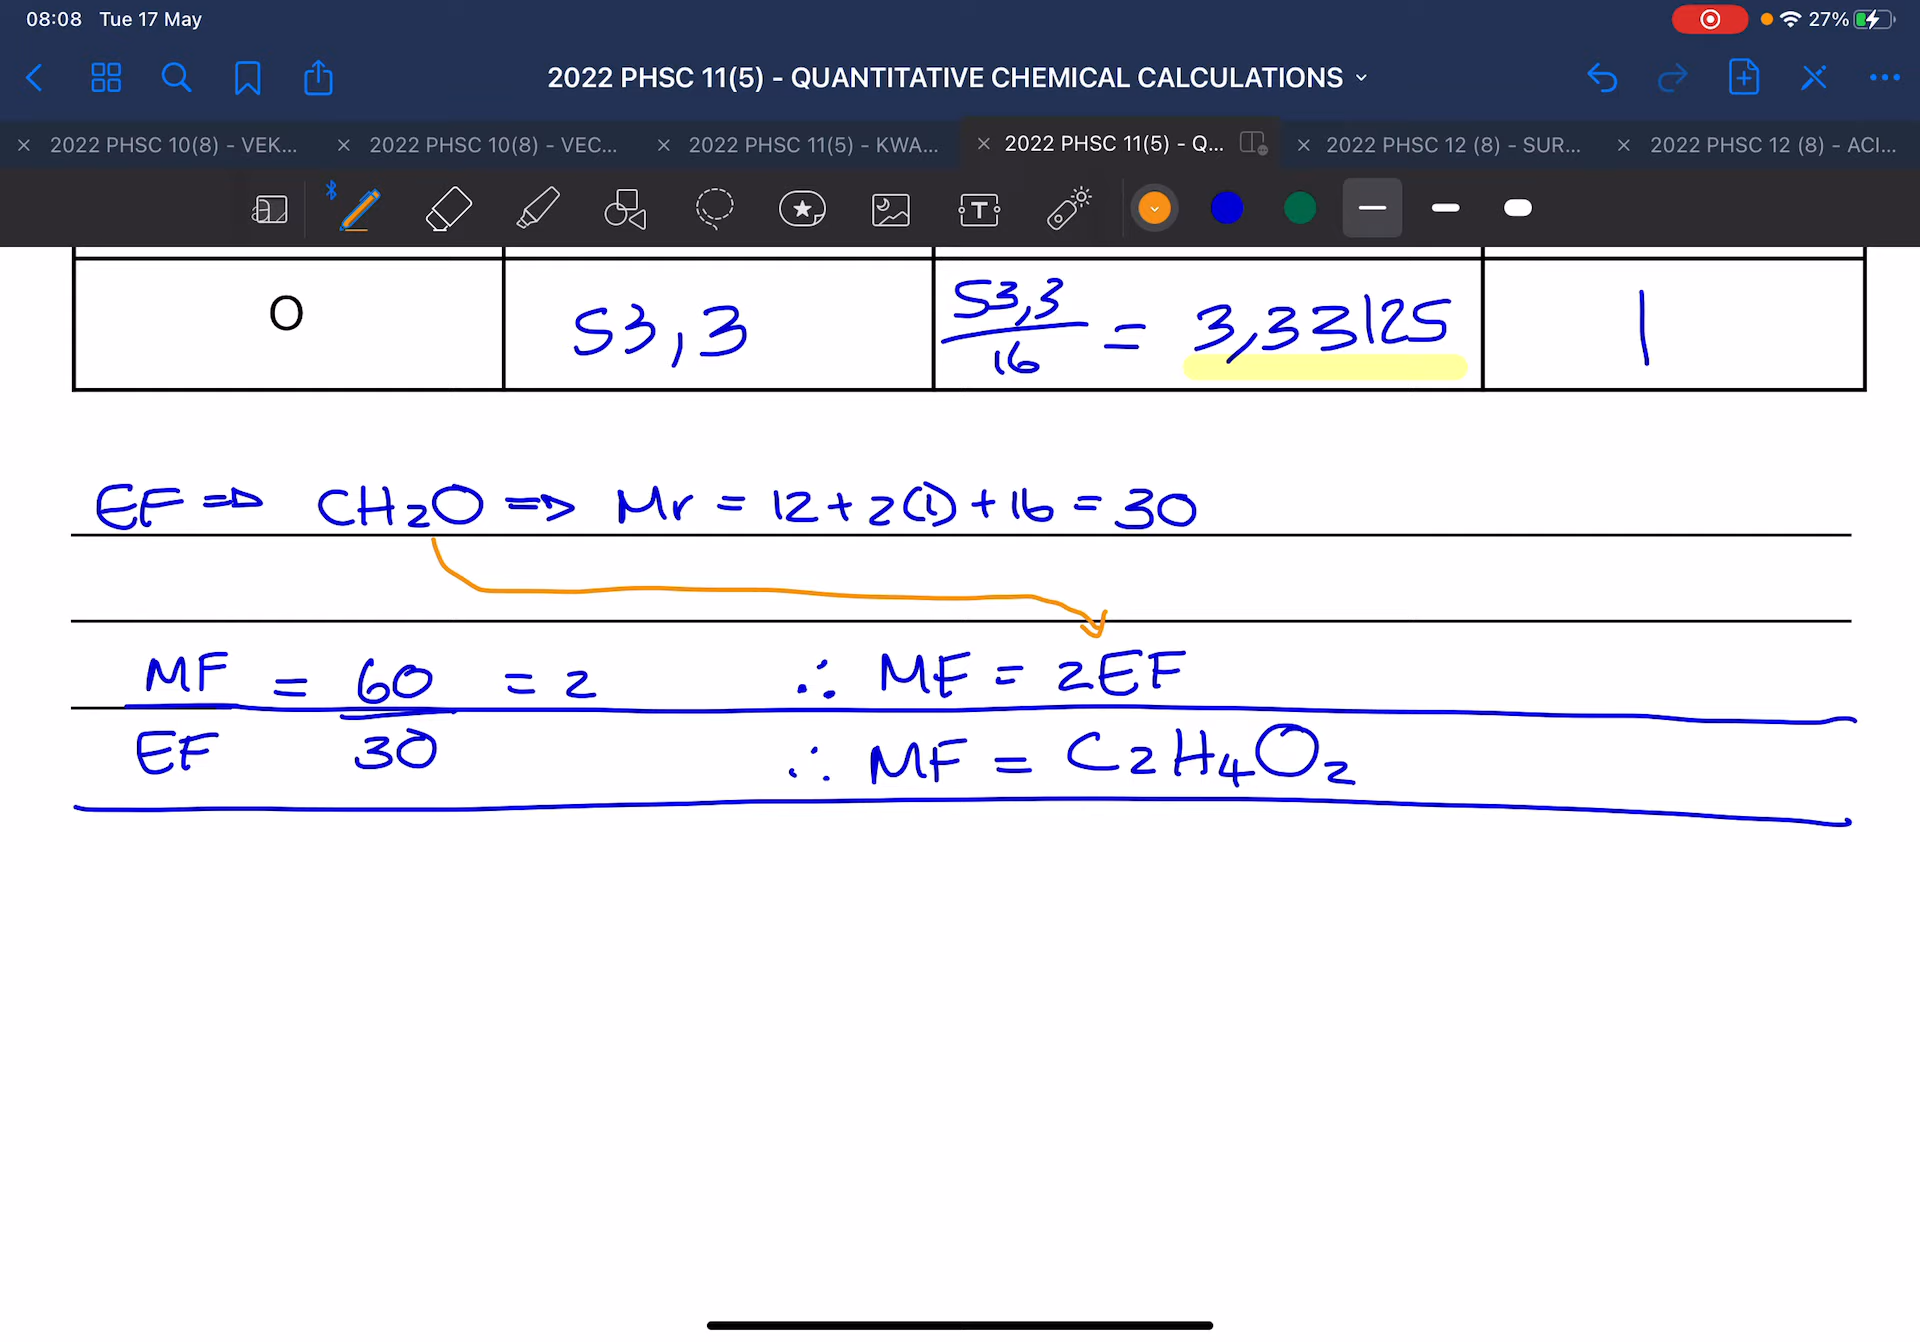 08:08 Tue 17 May 27%
2022 PHSC 11(5) - QUANTITATIVE CHEMICAL CALCULATIONS
2022 PHSC 10(8) - VEK... 2022 PHSC 10(8) - VEC... 2022 PHSC 11(5) - KWA... 2022 PHSC 11(5) - Q... 2022 PHSC 12 (8) - SUR... 2022 PHSC 12 (8) - ACI...
T
O 53,3 53,3/16 = 3,33125 1
EF ⇒ CH₂O ⇒ Mr = 12 + 2(1) + 16 = 30
MF/EF = 60/30 = 2 ∴ MF = 2EF
∴ MF = C₂H₄O₂